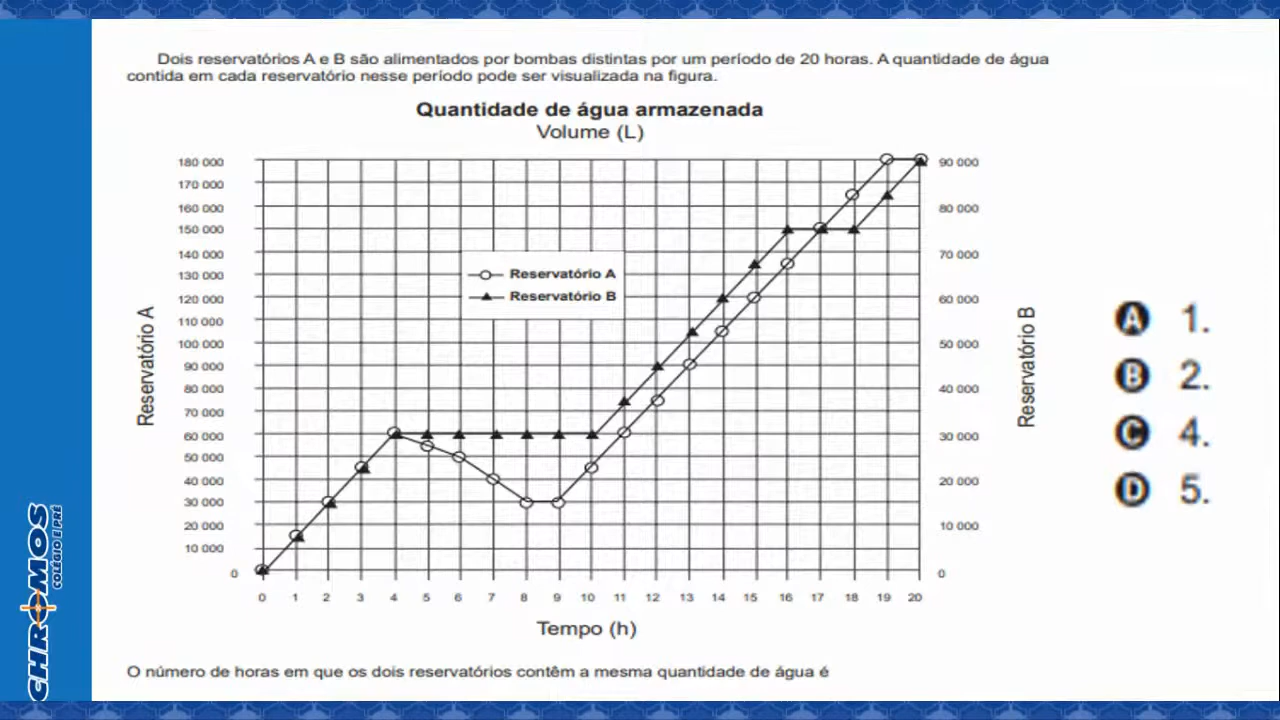 Dois reservatórios A e B são alimentados por bombas distintas por um período de 20 horas. A quantidade de água
contida em cada reservatório nesse período pode ser visualizada na figura.
Quantidade de água armazenada
Volume (L)
180 000
170 000
160 000
150 000
140 000
130 000
120 000
110 000
100 000
90 000
80 000
70 000
60 000
50 000
40 000
30 000
20 000
10 000
0
Reservatório A
Reservatório A
Reservatório B
90 000
80 000
70 000
60 000
50 000
40 000
30 000
20 000
10 000
0
Reservatório B
0 1 2 3 4 5 6 7 8 9 10 11 12 13 14 15 16 17 18 19 20
Tempo (h)
A 1.
B 2.
C 4.
D 5.
O número de horas em que os dois reservatórios contêm a mesma quantidade de água é
CHROMOS
COLÉGIO E PRÉ